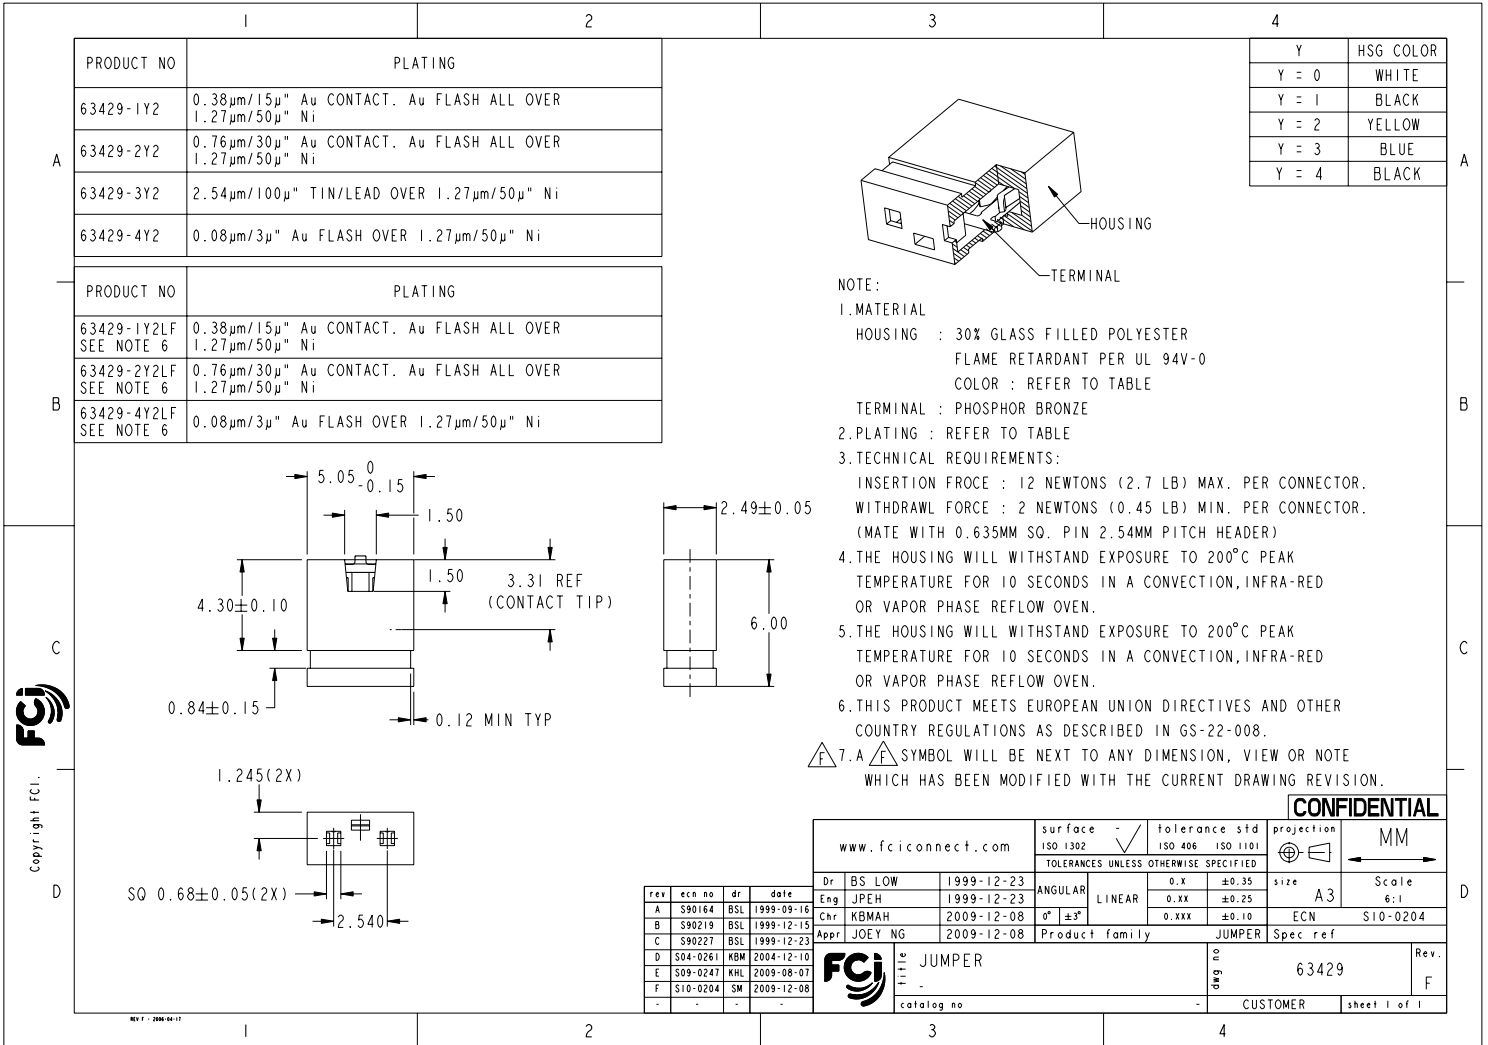 1 2 3 4
PRODUCT NO PLATING
63429-1Y2 0.38µm/15µ" Au CONTACT. Au FLASH ALL OVER
1.27µm/50µ" Ni
63429-2Y2 0.76µm/30µ" Au CONTACT. Au FLASH ALL OVER
1.27µm/50µ" Ni
63429-3Y2 2.54µm/100µ" TIN/LEAD OVER 1.27µm/50µ" Ni
63429-4Y2 0.08µm/3µ" Au FLASH OVER 1.27µm/50µ" Ni
PRODUCT NO PLATING
63429-1Y2LF 0.38µm/15µ" Au CONTACT. Au FLASH ALL OVER
SEE NOTE 6 1.27µm/50µ" Ni
63429-2Y2LF 0.76µm/30µ" Au CONTACT. Au FLASH ALL OVER
SEE NOTE 6 1.27µm/50µ" Ni
63429-4Y2LF 0.08µm/3µ" Au FLASH OVER 1.27µm/50µ" Ni
SEE NOTE 6
Y HSG COLOR
Y = 0 WHITE
Y = 1 BLACK
Y = 2 YELLOW
Y = 3 BLUE
Y = 4 BLACK
A A
B B
C C
D D
HOUSING
TERMINAL
NOTE:
1.MATERIAL
HOUSING : 30% GLASS FILLED POLYESTER
FLAME RETARDANT PER UL 94V-0
COLOR : REFER TO TABLE
TERMINAL : PHOSPHOR BRONZE
2.PLATING : REFER TO TABLE
3.TECHNICAL REQUIREMENTS:
INSERTION FROCE : 12 NEWTONS (2.7 LB) MAX. PER CONNECTOR.
WITHDRAWL FORCE : 2 NEWTONS (0.45 LB) MIN. PER CONNECTOR.
(MATE WITH 0.635MM SQ. PIN 2.54MM PITCH HEADER)
4.THE HOUSING WILL WITHSTAND EXPOSURE TO 200°C PEAK
TEMPERATURE FOR 10 SECONDS IN A CONVECTION,INFRA-RED
OR VAPOR PHASE REFLOW OVEN.
5.THE HOUSING WILL WITHSTAND EXPOSURE TO 200°C PEAK
TEMPERATURE FOR 10 SECONDS IN A CONVECTION,INFRA-RED
OR VAPOR PHASE REFLOW OVEN.
6.THIS PRODUCT MEETS EUROPEAN UNION DIRECTIVES AND OTHER
COUNTRY REGULATIONS AS DESCRIBED IN GS-22-008.
F 7.A F SYMBOL WILL BE NEXT TO ANY DIMENSION, VIEW OR NOTE
WHICH HAS BEEN MODIFIED WITH THE CURRENT DRAWING REVISION.
5.05 0 -0.15
1.50
1.50
3.31 REF
(CONTACT TIP)
4.30±0.10
0.84±0.15
0.12 MIN TYP
2.49±0.05
6.00
1.245(2X)
SQ 0.68±0.05(2X)
2.540
FCi
Copyright FCI.
CONFIDENTIAL
www.fciconnect.com
surface - ISO 1302
tolerance std
ISO 406 ISO 1101
projection
MM
TOLERANCES UNLESS OTHERWISE SPECIFIED
Dr BS LOW 1999-12-23
Eng JPEH 1999-12-23
Chr KBMAH 2009-12-08
Appr JOEY NG 2009-12-08
ANGULAR LINEAR
0° ±3°
0.X ±0.35
0.XX ±0.25
0.XXX ±0.10
size A3
Scale 6:1
ECN S10-0204
Product family JUMPER
Spec ref
FCi
title JUMPER
-
dwg no 63429
Rev. F
catalog no -
CUSTOMER
sheet 1 of 1
rev ecn no dr date
A S90164 BSL 1999-09-16
B S90219 BSL 1999-12-15
C S90227 BSL 1999-12-23
D S04-0261 KBM 2004-12-10
E S09-0247 KHL 2009-08-07
F S10-0204 SM 2009-12-08
- - - -
REV F - 2006-04-17
1 2 3 4